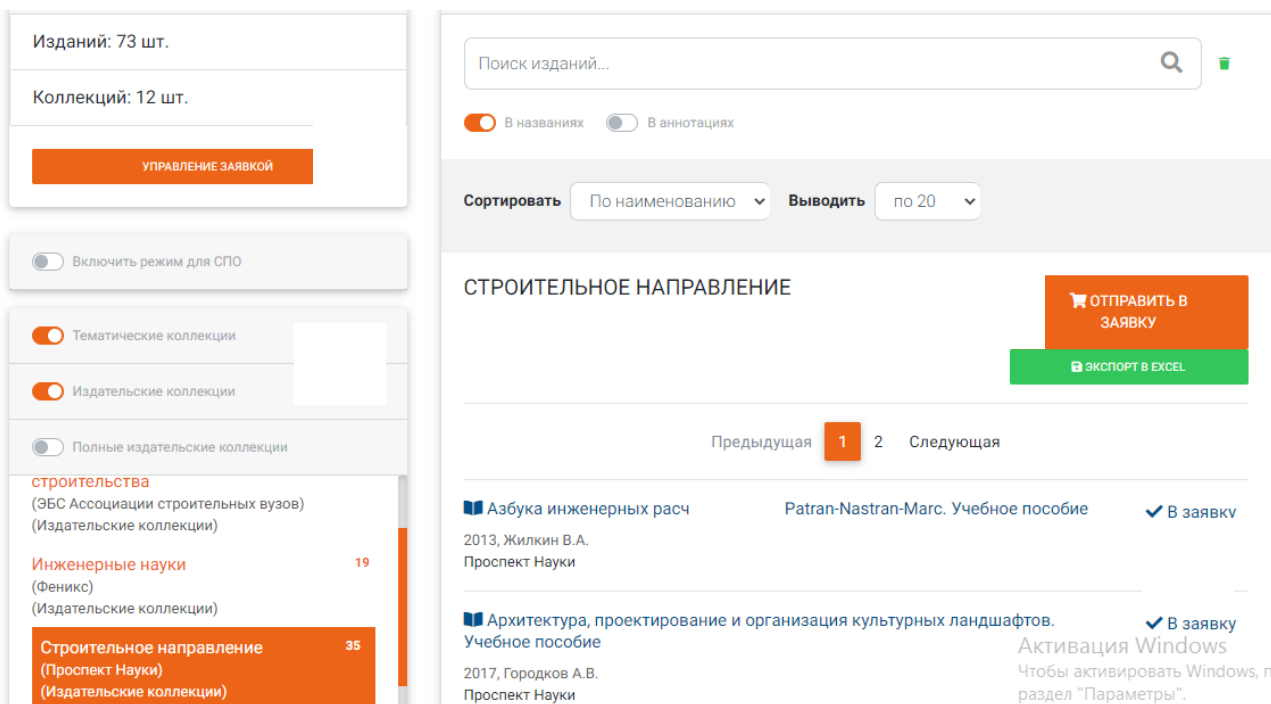 Изданий: 73 шт.
Коллекций: 12 шт.
УПРАВЛЕНИЕ ЗАЯВКОЙ
Включить режим для СПО
Тематические коллекции
Издательские коллекции
Полные издательские коллекции
строительства
(ЭБС Ассоциации строительных вузов)
(Издательские коллекции)
Инженерные науки 19
(Феникс)
(Издательские коллекции)
Строительное направление 35
(Проспект Науки)
(Издательские коллекции)
Поиск изданий...
В названиях В аннотациях
Сортировать По наименованию Выводить по 20
СТРОИТЕЛЬНОЕ НАПРАВЛЕНИЕ
ОТПРАВИТЬ В
ЗАЯВКУ
ЭКСПОРТ В EXCEL
Предыдущая 1 2 Следующая
Азбука инженерных расч Patran-Nastran-Marc. Учебное пособие В заявку
2013, Жилкин В.А.
Проспект Науки
Архитектура, проектирование и организация культурных ландшафтов. В заявку
Учебное пособие
2017, Городков А.В.
Проспект Науки
Активация Windows
Чтобы активировать Windows, п
раздел "Параметры".